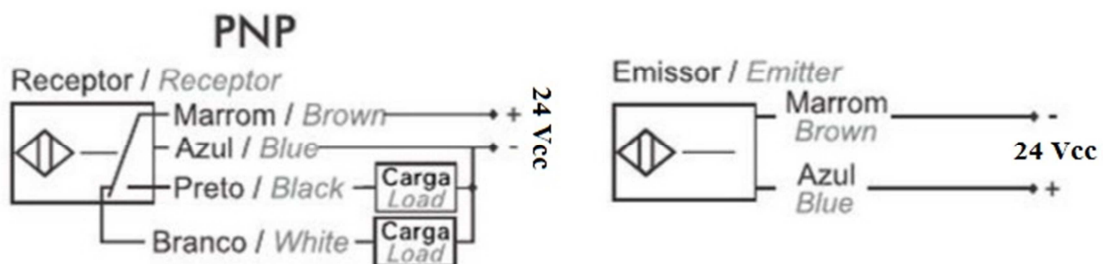 PNP
Receptor / Receptor
Marrom / Brown +
Azul / Blue -
Preto / Black Carga
Load
Branco / White Carga
Load
24 Vcc
Emissor / Emitter
Marrom -
Brown
24 Vcc
Azul +
Blue